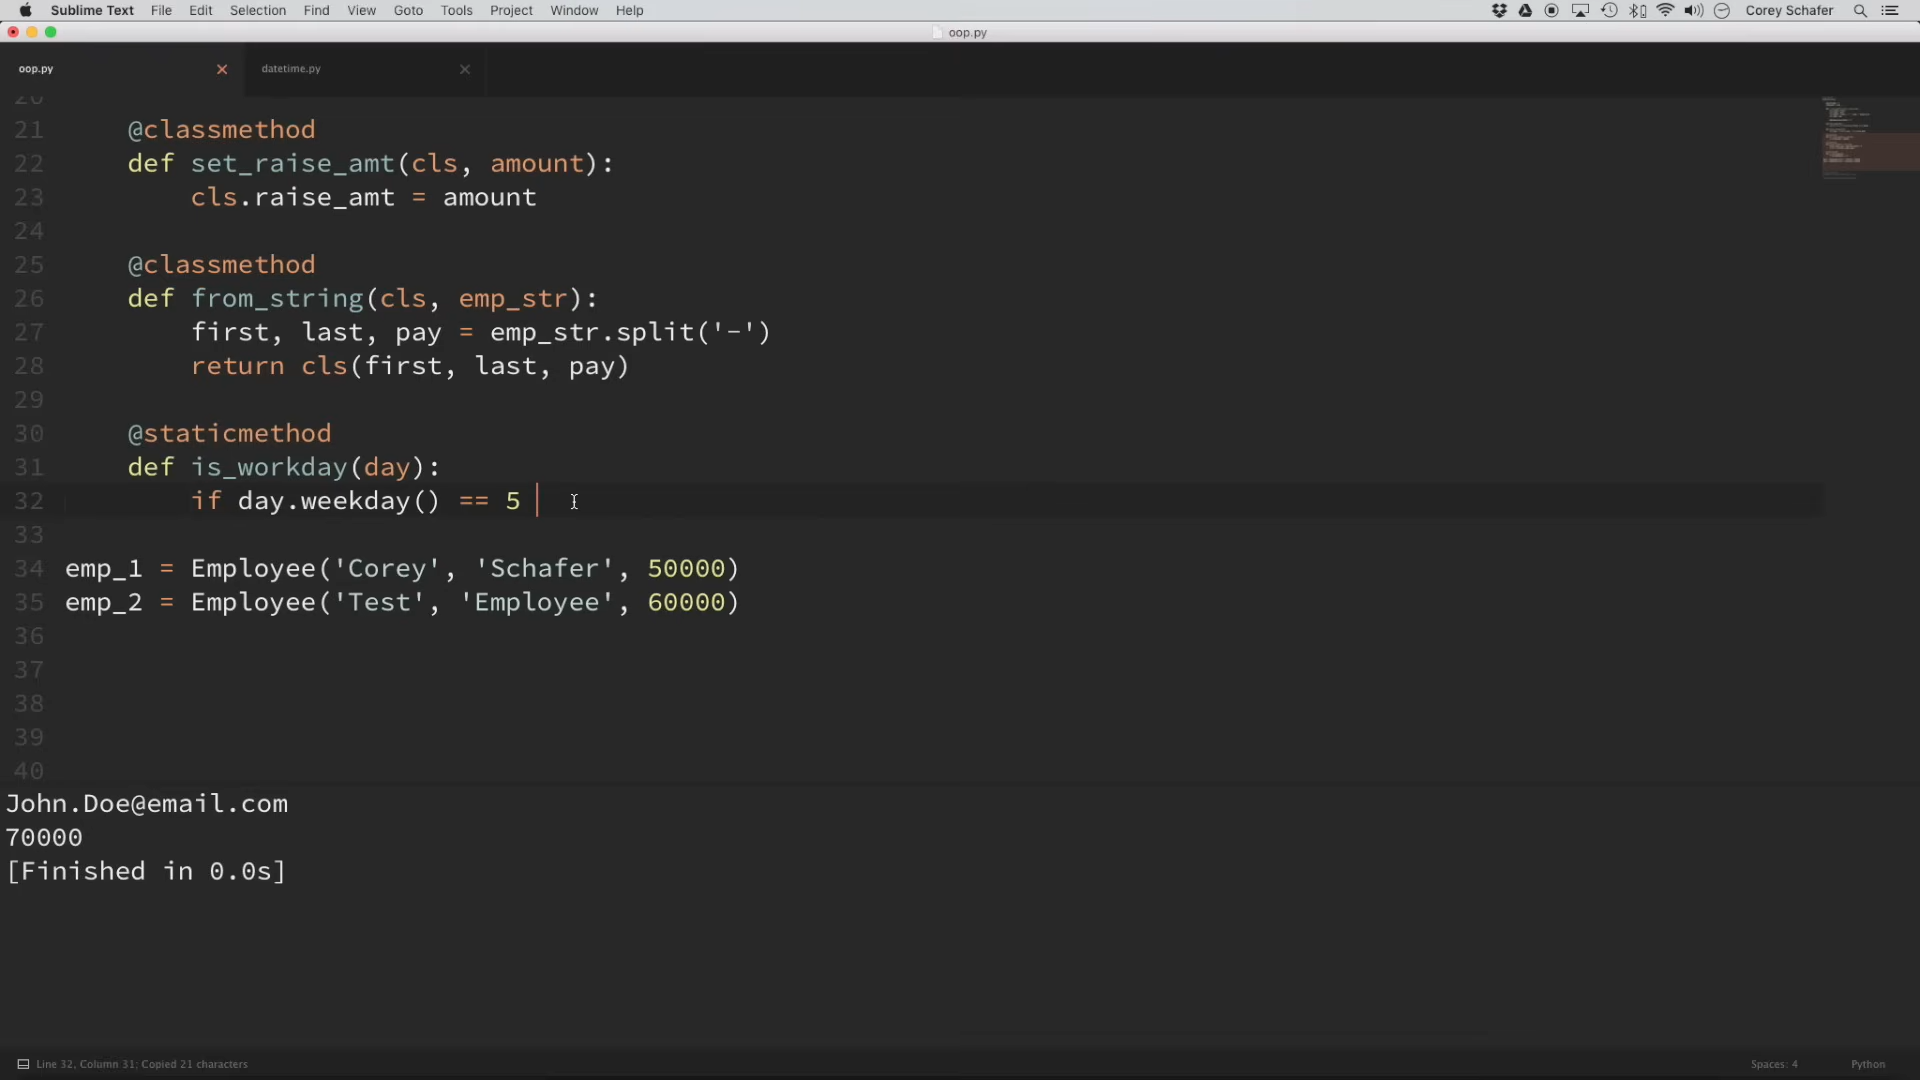 Sublime Text File Edit Selection Find View Goto Tools Project Window Help Corey Schafer
oop.py
oop.py datetime.py
20
21 @classmethod
22 def set_raise_amt(cls, amount):
23 cls.raise_amt = amount
24
25 @classmethod
26 def from_string(cls, emp_str):
27 first, last, pay = emp_str.split('-')
28 return cls(first, last, pay)
29
30 @staticmethod
31 def is_workday(day):
32 if day.weekday() == 5
33
34 emp_1 = Employee('Corey', 'Schafer', 50000)
35 emp_2 = Employee('Test', 'Employee', 60000)
36
37
38
39
40
John.Doe@email.com
70000
[Finished in 0.0s]
Line 32, Column 31; Copied 21 characters Spaces: 4 Python